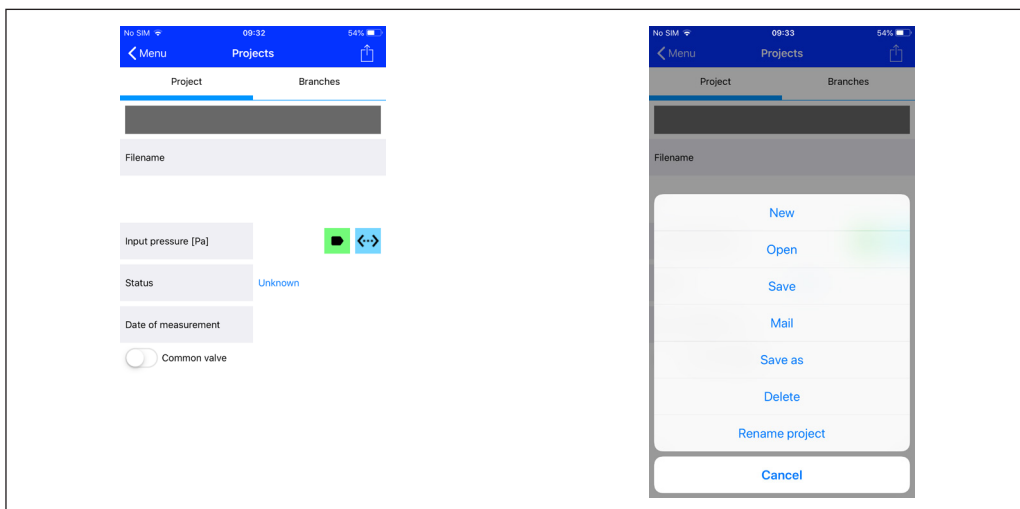 No SIM 09:32 54%
Menu Projects
Project Branches
Filename
Input pressure [Pa]
Status Unknown
Date of measurement
Common valve
No SIM 09:33 54%
Menu Projects
Project Branches
Filename
New
Open
Save
Mail
Save as
Delete
Rename project
Cancel